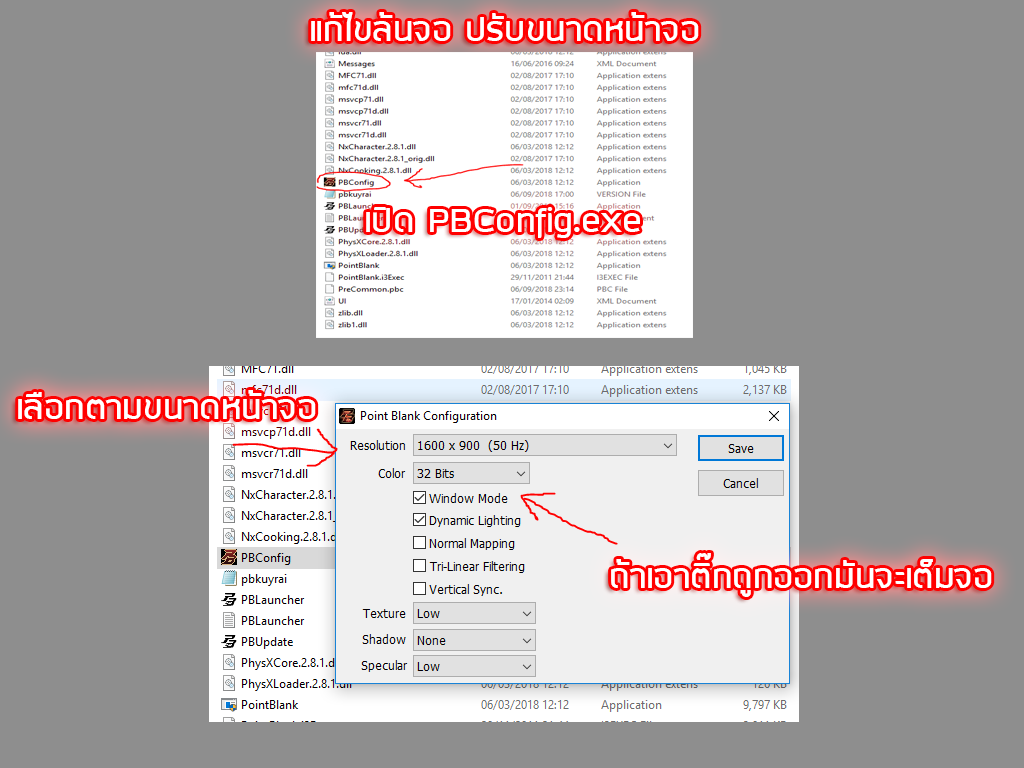 แก้ไขล้นจอ ปรับขนาดหน้าจอ
Messages 16/06/2016 09:24 XML Document
MFC71.dll 02/08/2017 17:10 Application extens
mfc71d.dll 02/08/2017 17:10 Application extens
msvcp71.dll 02/08/2017 17:10 Application extens
msvcp71d.dll 02/08/2017 17:10 Application extens
msvcr71.dll 02/08/2017 17:10 Application extens
msvcr71d.dll 02/08/2017 17:10 Application extens
NxCharacter.2.8.1.dll 06/03/2018 12:12 Application extens
NxCharacter.2.8.1_orig.dll 02/08/2017 17:10 Application extens
NxCooking.2.8.1.dll 06/03/2018 12:12 Application extens
PBConfig 06/03/2018 12:12 Application
pbkuyrai 06/09/2018 17:00 VERSION File
PBLaunc 15:16 Application
PBLau
เปิด PBConfig.exe
PBUp
PhysXCore.2.8.1.dll 06/03/2018 12:12 Application extens
PhysXLoader.2.8.1.dll 06/03/2018 12:12 Application extens
PointBlank 06/03/2018 12:12 Application
PointBlank.i3Exec 29/11/2011 21:44 I3EXEC File
PreCommon.pbc 06/09/2018 23:14 PBC File
UI 17/01/2014 02:09 XML Document
zlib.dll 06/03/2018 12:12 Application extens
zlib1.dll 06/03/2018 12:12 Application extens
MFC71.dll 02/08/2017 17:10 Application extens 1,045 KB
mfc71d.dll 02/08/2017 17:10 Application extens 2,137 KB
เลือกตามขนาดหน้าจอ
msvcp71d.dll
msvcr71.dll
msvcr71d.dll
NxCharacter.2.8.1.
NxCharacter.2.8.1
NxCooking.2.8.1.d
PBConfig
pbkuyrai
PBLauncher
PBLauncher
PBUpdate
PhysXCore.2.8.1.d
PhysXLoader.2.8.1.dll 06/03/2018 12:12 Application extens 120 KB
PointBlank 06/03/2018 12:12 Application 9,797 KB
Point Blank Configuration
Resolution 1600 x 900 (50 Hz) Save
Color 32 Bits Cancel
Window Mode
Dynamic Lighting
Normal Mapping
Tri-Linear Filtering
Vertical Sync.
ถ้าเอาติ๊กถูกออกมันจะเต็มจอ
Texture Low
Shadow None
Specular Low